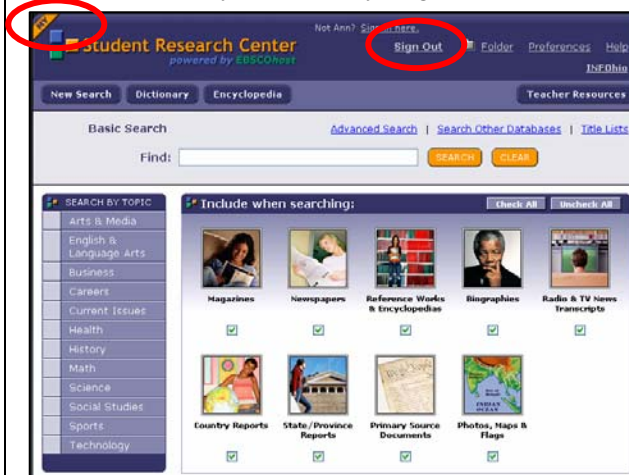 MY
Not Ann? Sign in here.
Student Research Center
powered by EBSCOhost
Sign Out Folder Preferences Help
INFOhio
New Search Dictionary Encyclopedia Teacher Resources
Basic Search Advanced Search | Search Other Databases | Title Lists
Find: SEARCH CLEAR
SEARCH BY TOPIC
Arts & Media
English &
Language Arts
Business
Careers
Current Issues
Health
History
Math
Science
Social Studies
Sports
Technology
Include when searching: Check All Uncheck All
Magazines
Newspapers
Reference Works
& Encyclopedias
Biographies
Radio & TV News
Transcripts
Country Reports
State/Province
Reports
Primary Source
Documents
Photos, Maps &
Flags
INDIAN
OCEAN